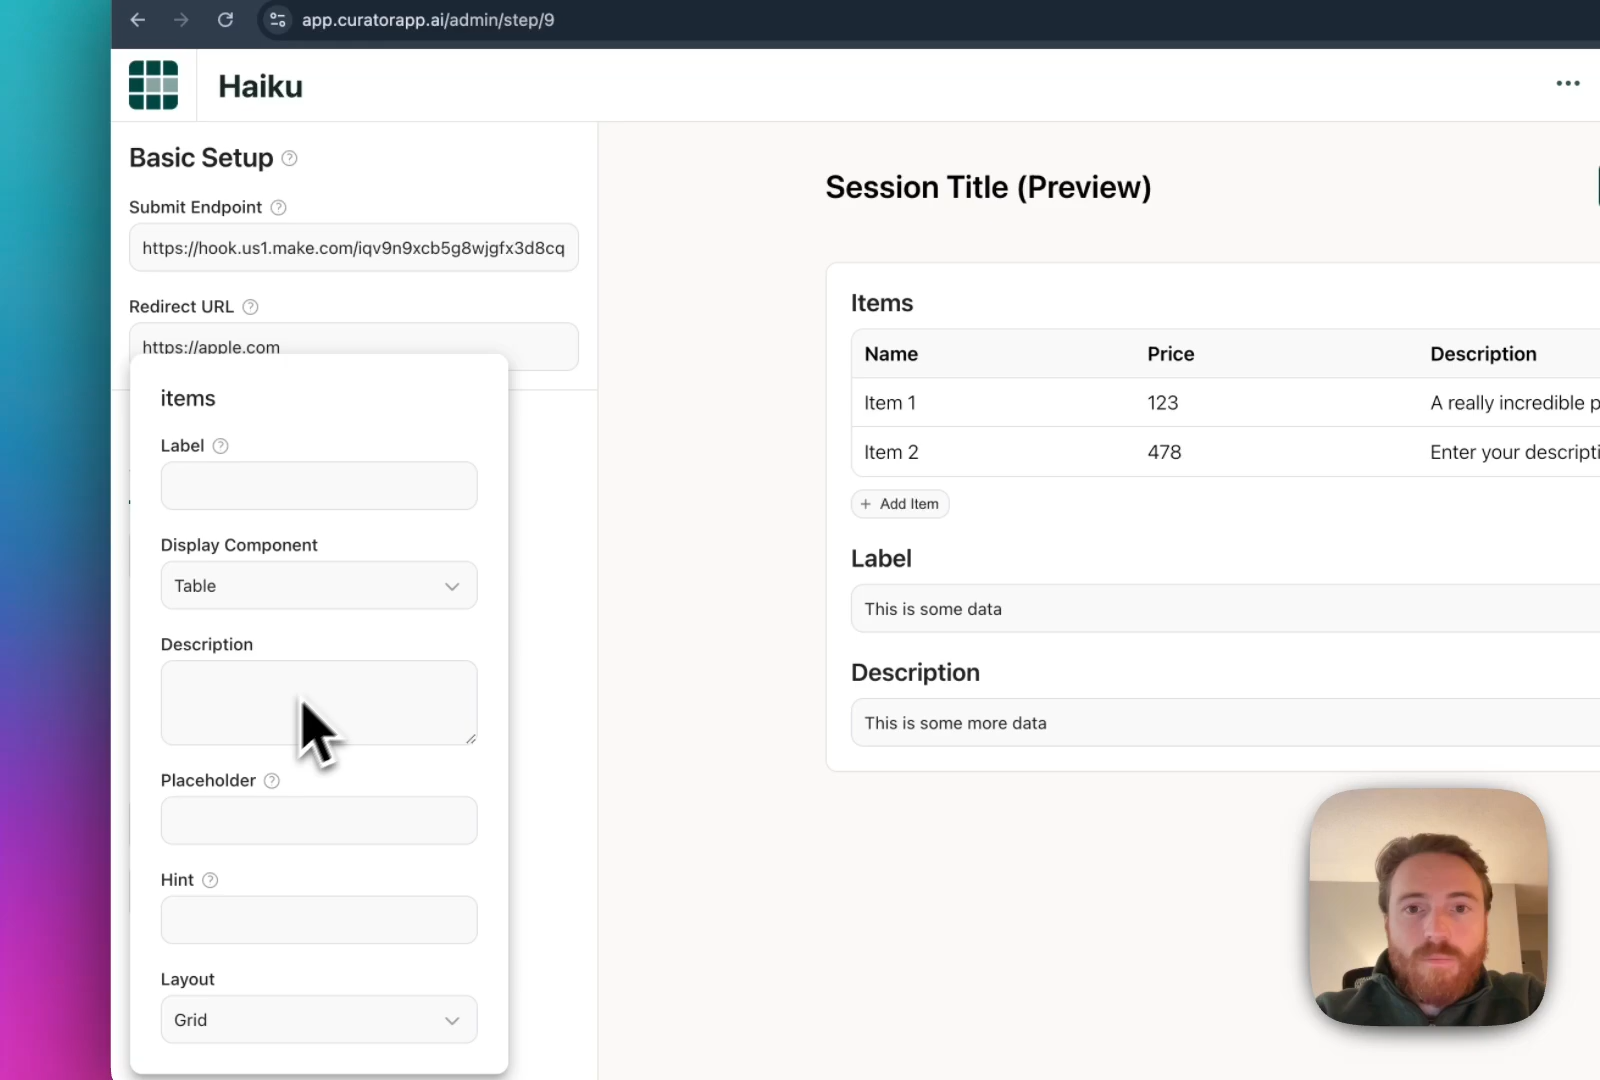 app.curatorapp.ai/admin/step/9
Haiku
Basic Setup
Submit Endpoint
https://hook.us1.make.com/iqv9n9xcb5g8wjgfx3d8cq
Redirect URL
https://apple.com
items
Label
Display Component
Table
Description
Placeholder
Hint
Layout
Grid
Session Title (Preview)
Items
Name Price Description
Item 1 123 A really incredible p
Item 2 478 Enter your descripti
+ Add Item
Label
This is some data
Description
This is some more data